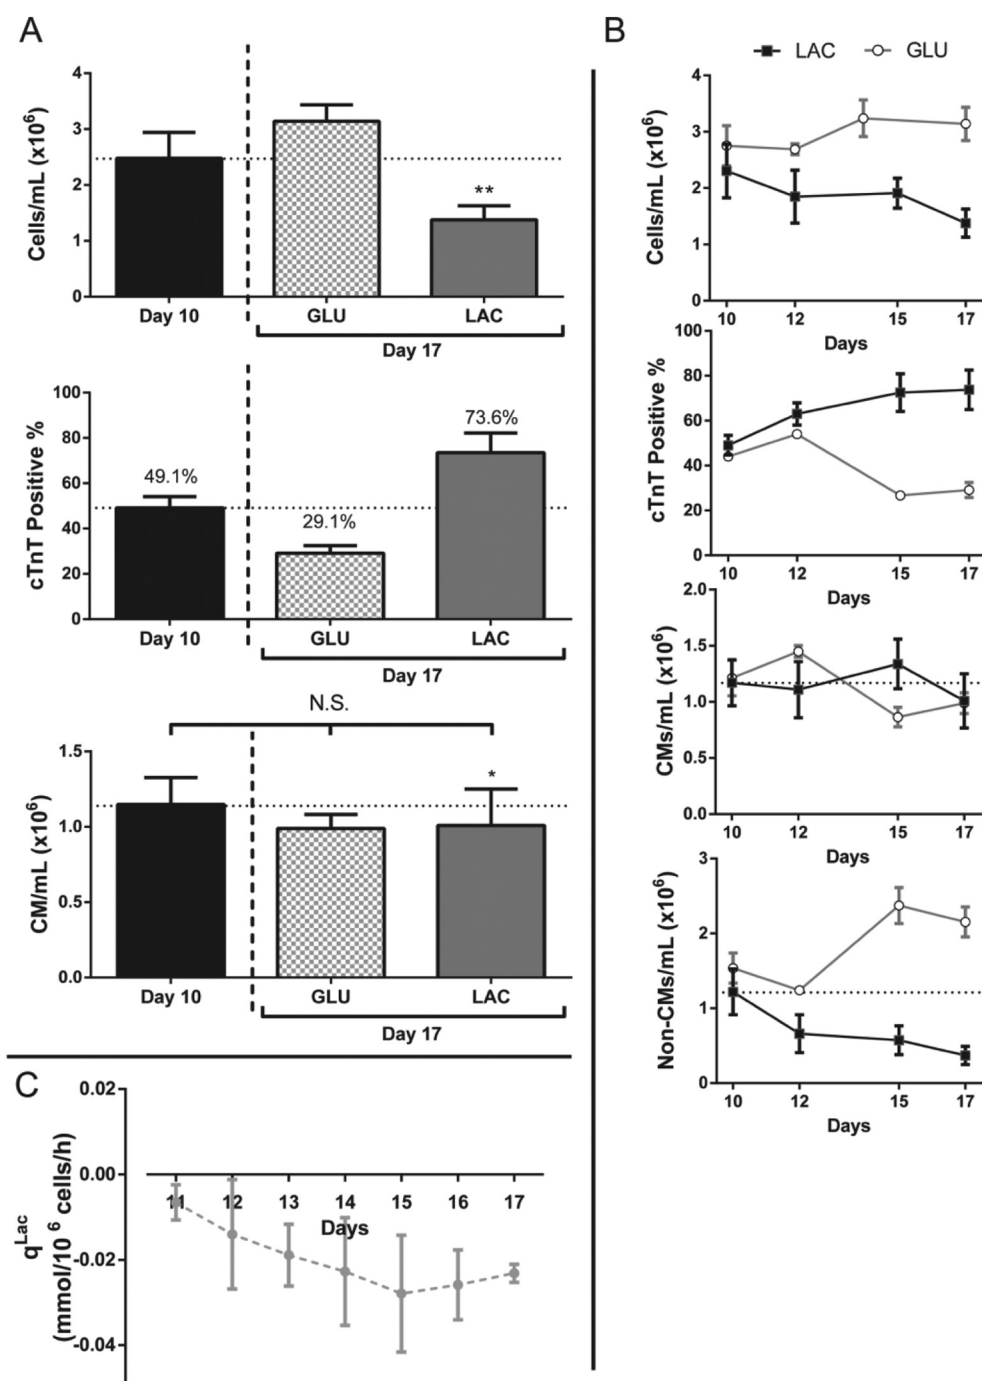 A
Cells/mL (x10⁶)
4
3
2
1
0
**
Day 10
GLU
LAC
Day 17
cTnT Positive %
100
80
60
40
20
0
49.1%
29.1%
73.6%
Day 10
GLU
LAC
Day 17
N.S.
CM/mL (x10⁶)
1.5
1.0
0.5
0.0
*
Day 10
GLU
LAC
Day 17
B
LAC GLU
Cells/mL (x10⁶)
4
3
2
1
0
10 12 15 17
Days
cTnT Positive %
100
80
60
40
20
0
10 12 15 17
Days
CMs/mL (x10⁶)
2.0
1.5
1.0
0.5
0.0
10 12 15 17
Days
Non-CMs/mL (x10⁶)
3
2
1
0
10 12 15 17
Days
C
qᴸᵃᶜ
(mmol/10⁶ cells/h)
0.02
0.00
-0.02
-0.04
11 12 13 14 15 16 17
Days